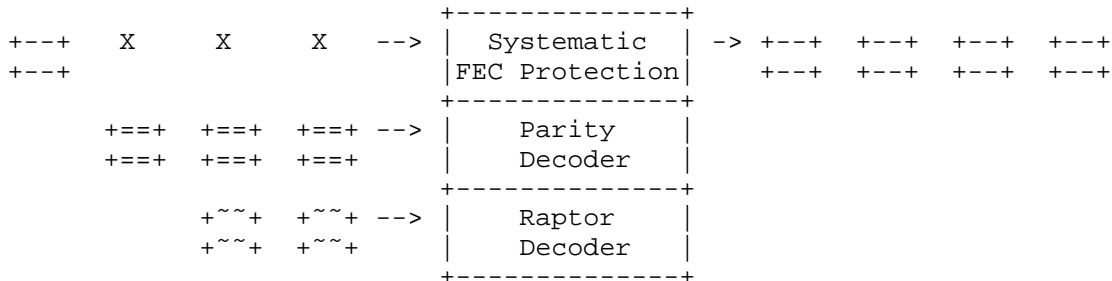 +--------------+
+--+   X      X      X   --> |  Systematic  | -> +--+  +--+  +--+  +--+
+--+                         |FEC Protection|    +--+  +--+  +--+  +--+
                             +--------------+
       +==+  +==+  +==+ -->  |    Parity    |
       +==+  +==+  +==+      |    Decoder   |
                             +--------------+
             +~~+  +~~+ -->  |    Raptor    |
             +~~+  +~~+      |    Decoder   |
                             +--------------+